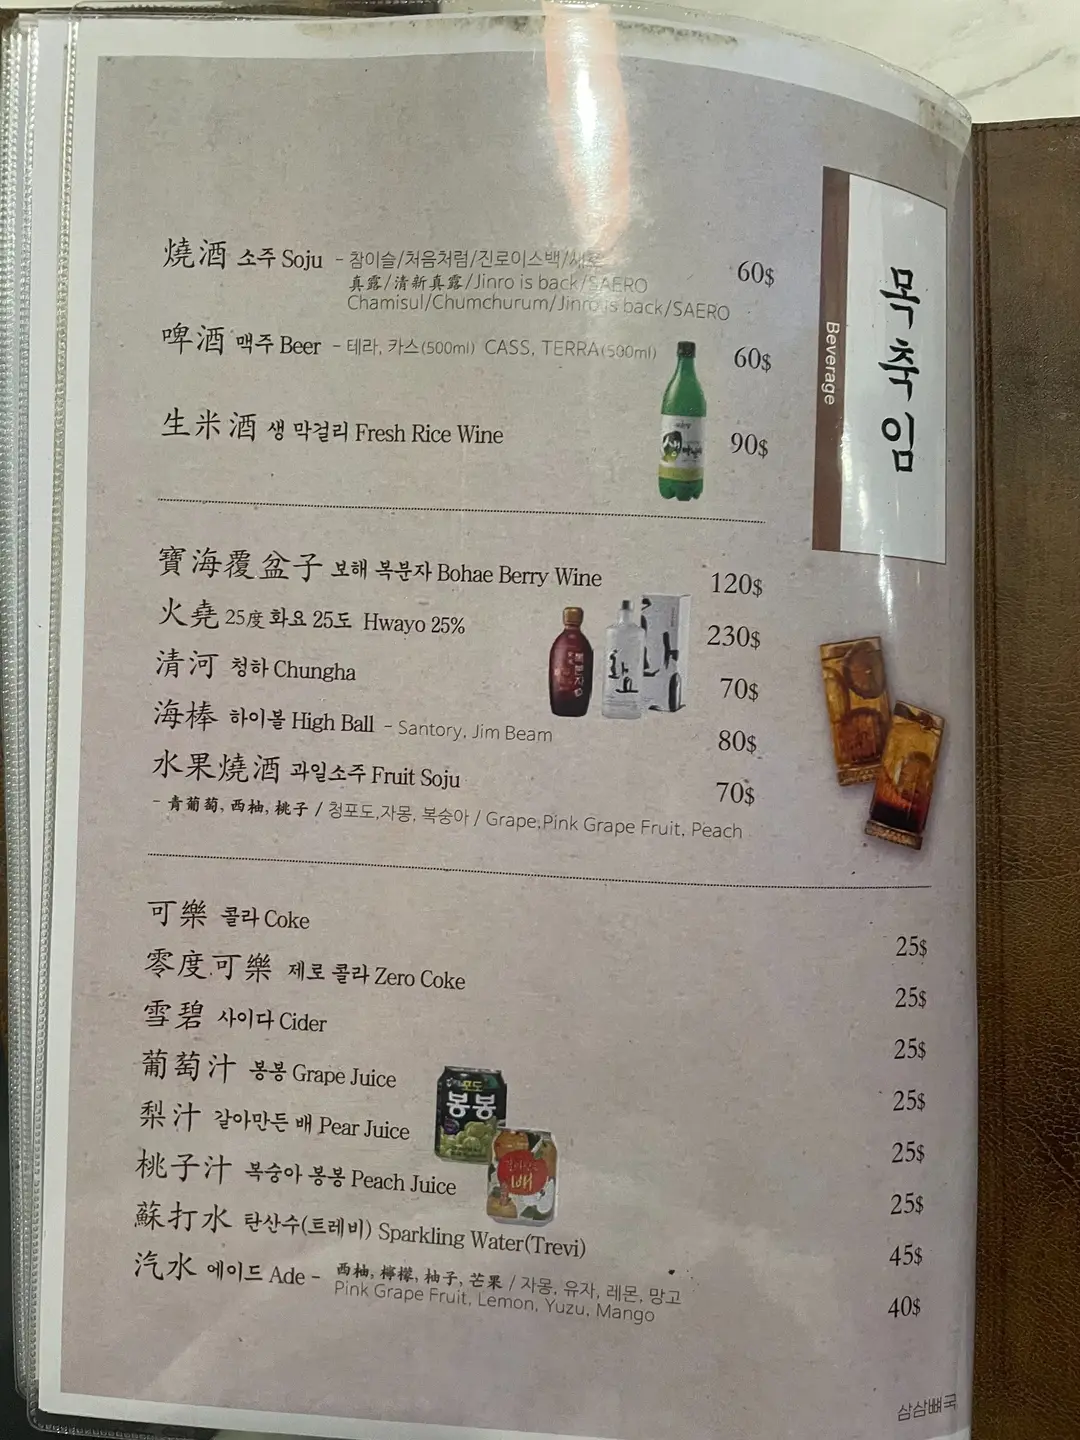 목축임
Beverage
燒酒 소주 Soju - 참이슬/처음처럼/진로이스백/새로 60$
真露/清新真露/Jinro is back/SAERO
Chamisul/Chumchurum/Jinro is back/SAERO
啤酒 맥주 Beer - 테라, 카스(500ml) CASS, TERRA(500ml) 60$
生米酒 생 막걸리 Fresh Rice Wine 90$
寶海覆盆子 보해 복분자 Bohae Berry Wine 120$
火堯 25度 화요 25도 Hwayo 25% 230$
清河 청하 Chungha 70$
海棒 하이볼 High Ball - Santory, Jim Beam 80$
水果燒酒 과일소주 Fruit Soju 70$
- 青葡萄, 西柚, 桃子 / 청포도,자몽, 복숭아 / Grape,Pink Grape Fruit, Peach
可樂 콜라 Coke 25$
零度可樂 제로 콜라 Zero Coke 25$
雪碧 사이다 Cider 25$
葡萄汁 봉봉 Grape Juice 25$
梨汁 갈아만든 배 Pear Juice 25$
桃子汁 복숭아 봉봉 Peach Juice 25$
蘇打水 탄산수(트레비) Sparkling Water(Trevi) 45$
汽水 에이드 Ade - 西柚, 檸檬, 柚子, 芒果 / 자몽, 유자, 레몬, 망고 40$
Pink Grape Fruit, Lemon, Yuzu, Mango
포도
봉봉
배
화요
복분자
생
삼삼뼈국